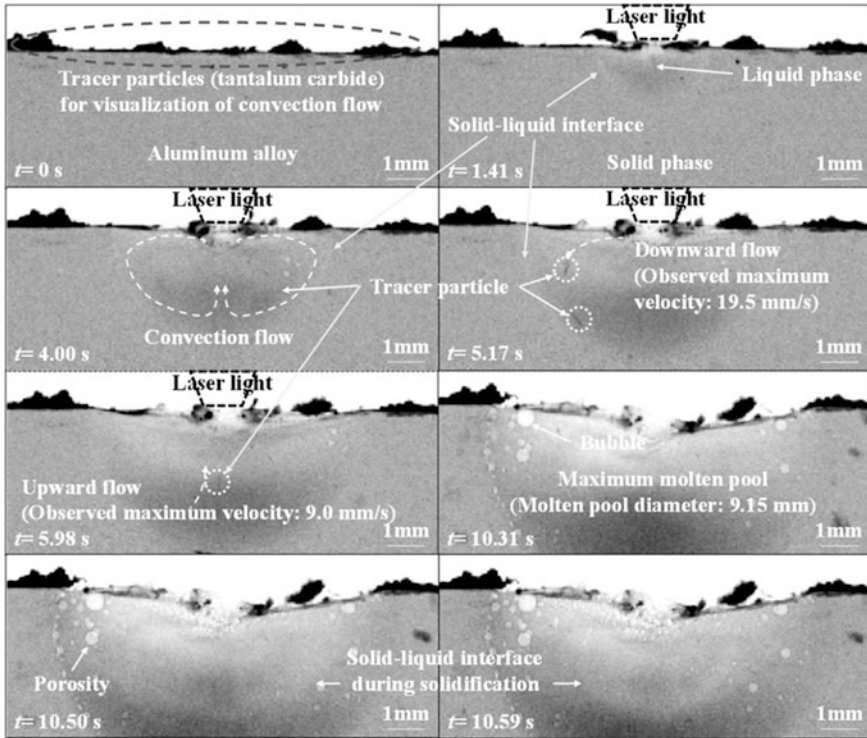 Tracer particles (tantalum carbide)
for visualization of convection flow
Aluminum alloy
t= 0 s
1mm
Laser light
Liquid phase
Solid-liquid interface
Solid phase
t= 1.41 s
1mm
Laser light
Tracer particle
Convection flow
t= 4.00 s
1mm
Laser light
Downward flow
(Observed maximum
velocity: 19.5 mm/s)
t= 5.17 s
1mm
Laser light
Upward flow
(Observed maximum velocity: 9.0 mm/s)
t= 5.98 s
1mm
Bubble
Maximum molten pool
(Molten pool diameter: 9.15 mm)
t= 10.31 s
1mm
Porosity
Solid-liquid interface
during solidification
t= 10.50 s
1mm
t= 10.59 s
1mm